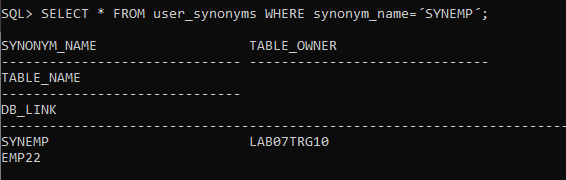 SQL> SELECT * FROM user_synonyms WHERE synonym_name=´SYNEMP´;
SYNONYM_NAME TABLE_OWNER
------------------------------ ------------------------------
TABLE_NAME
------------------------------
DB_LINK
--------------------------------------------------------------------------------
SYNEMP LAB07TRG10
EMP22